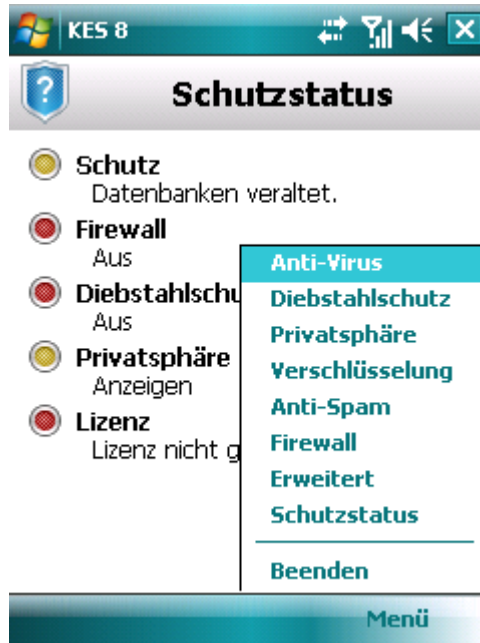 KES 8
Schutzstatus
Schutz
Datenbanken veraltet.
Firewall
Aus
Diebstahlschu
Aus
Privatsphäre
Anzeigen
Lizenz
Lizenz nicht g
Anti-Virus
Diebstahlschutz
Privatsphäre
Verschlüsselung
Anti-Spam
Firewall
Erweitert
Schutzstatus
Beenden
Menü